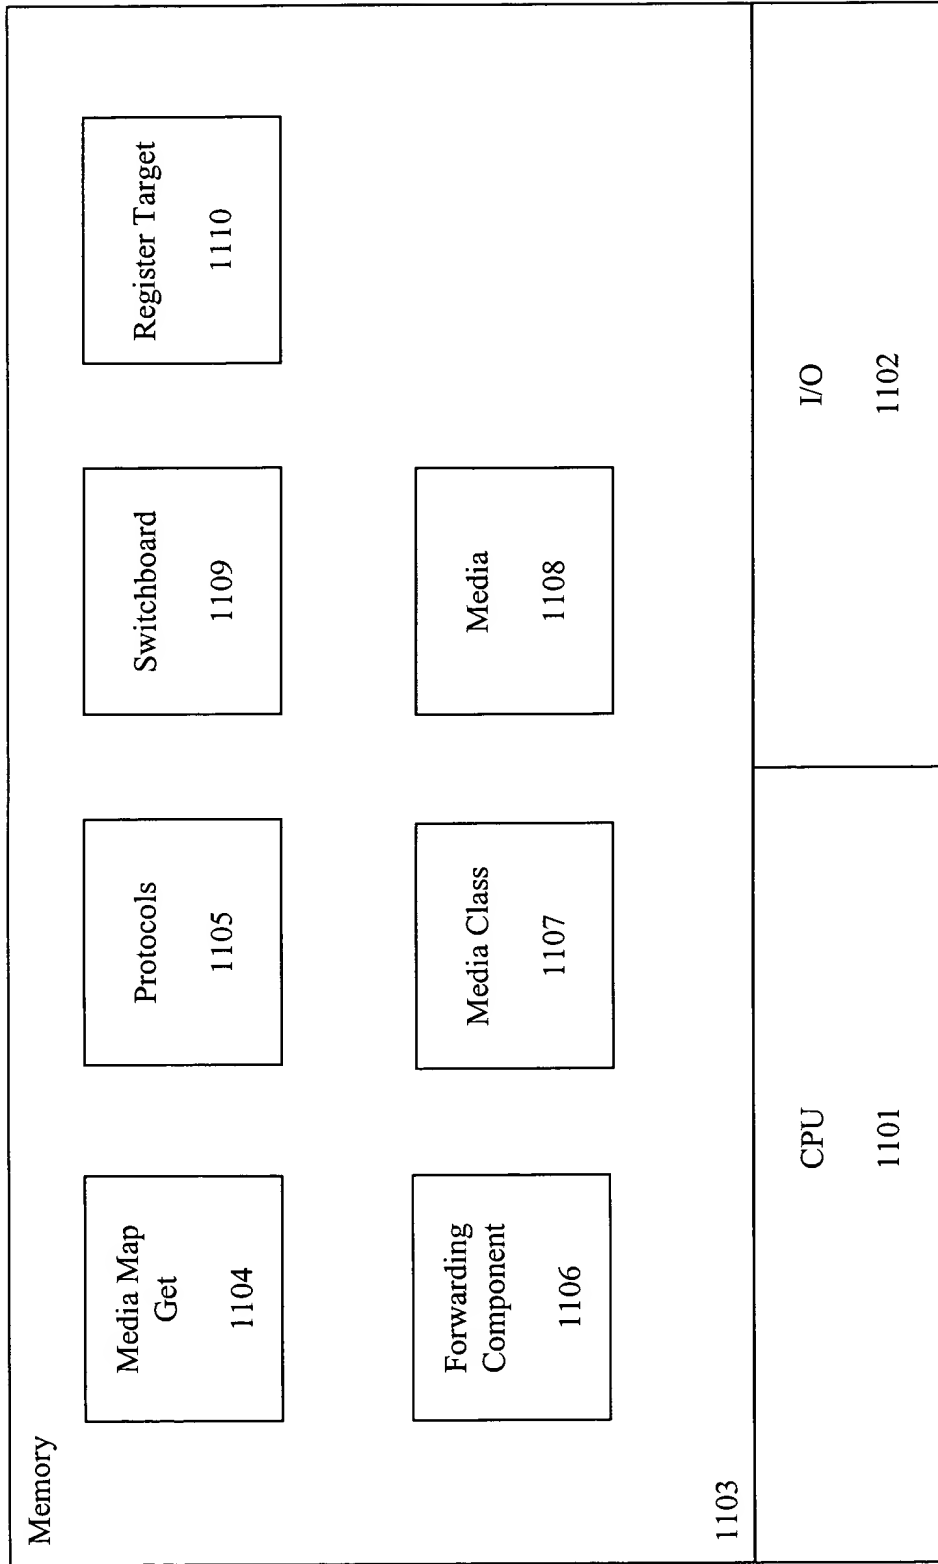 Memory
Media Map
Get
1104
Protocols
1105
Switchboard
1109
Register Target
1110
Forwarding
Component
1106
Media Class
1107
Media
1108
1103
CPU
1101
I/O
1102